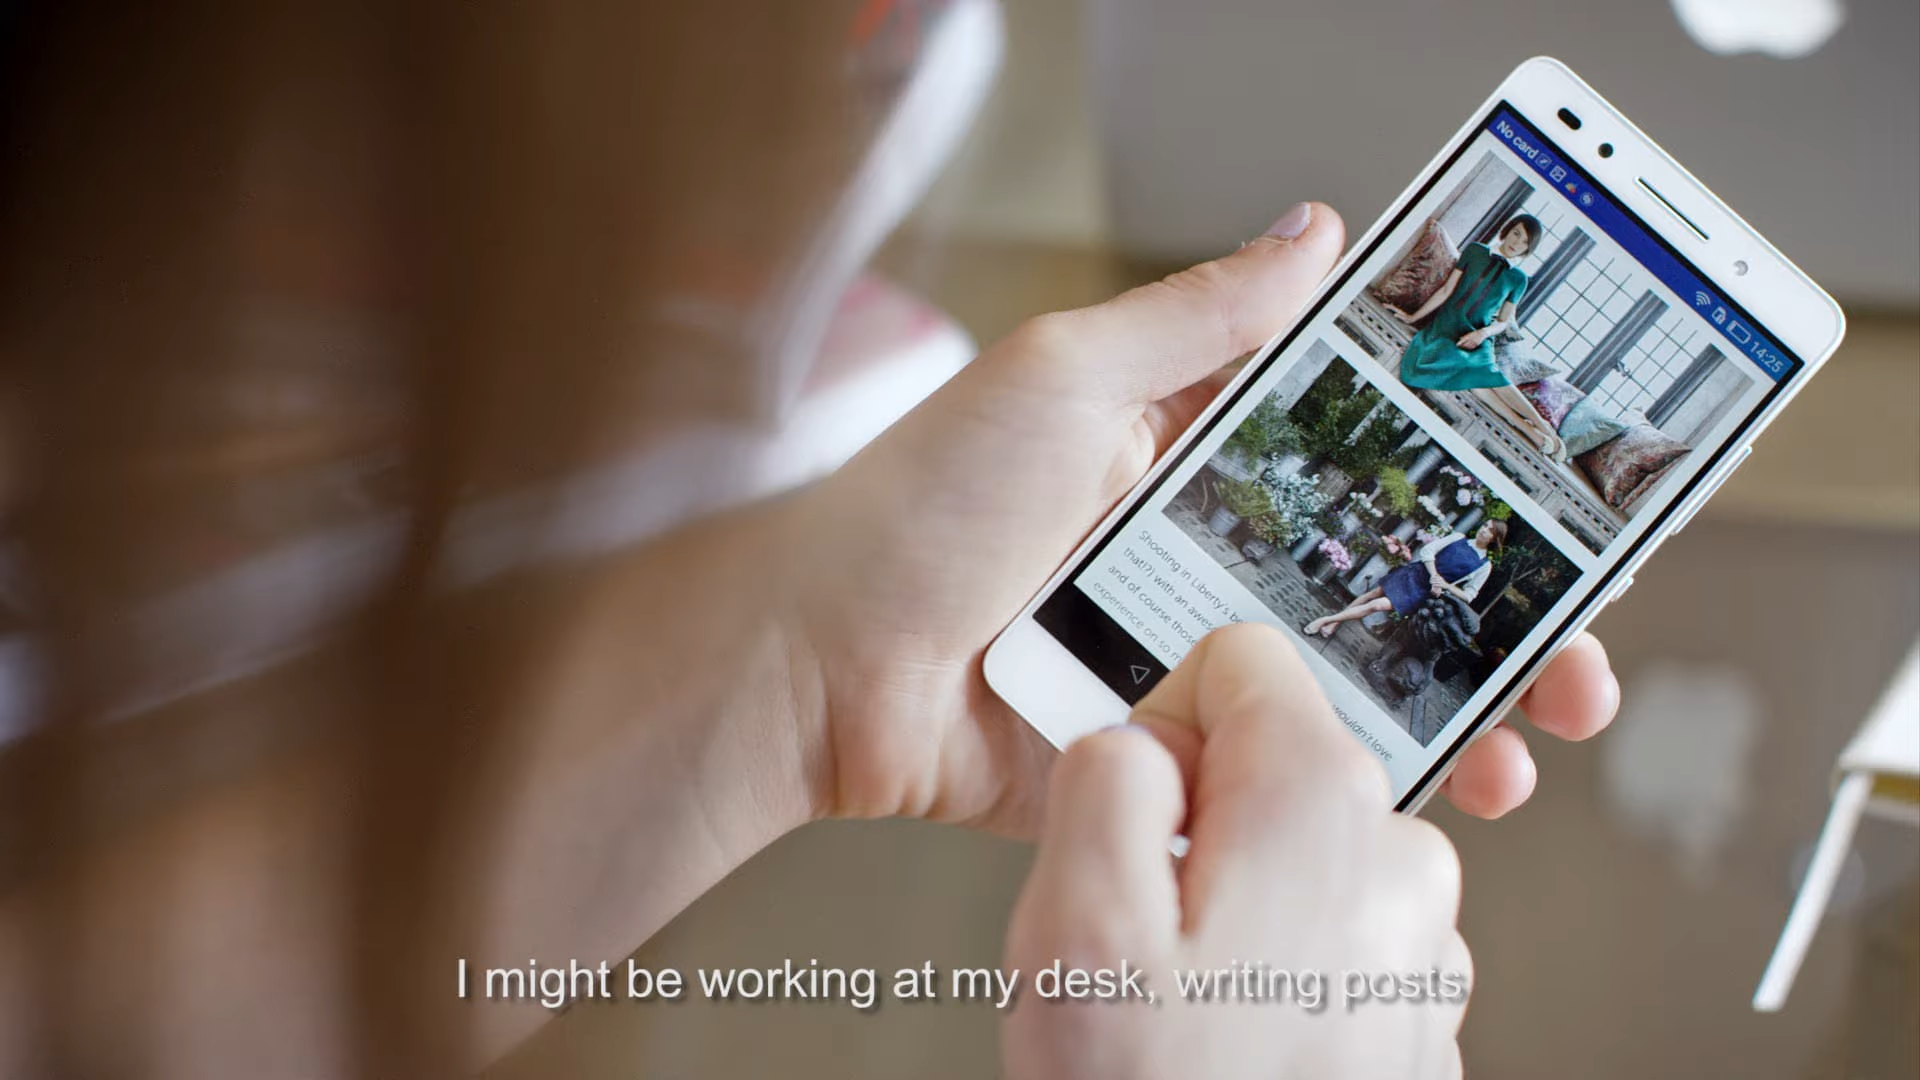 No card
14:25
Shooting in Liberty's
that!?) with an
and of course those
experience on so
wouldn't love
I might be working at my desk, writing posts